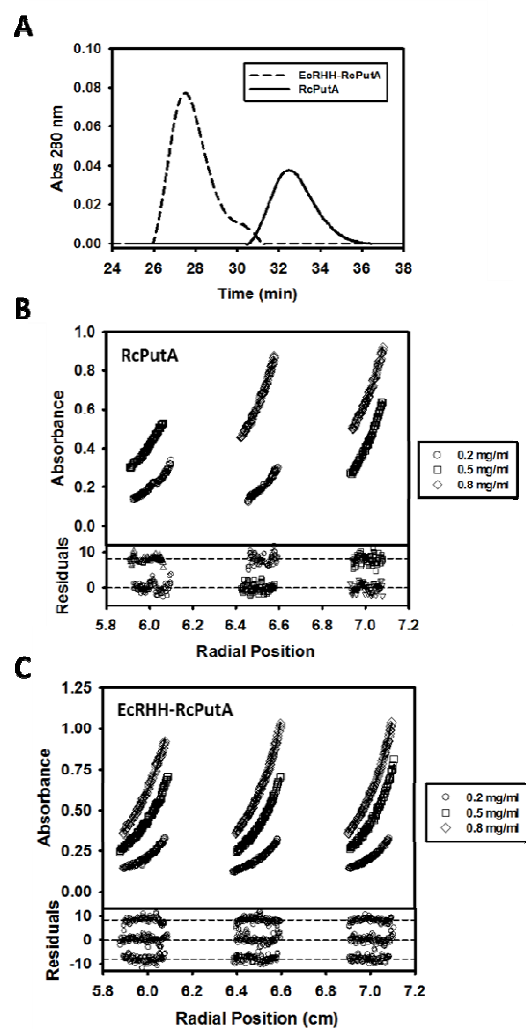 A
0.10
0.08
0.06
0.04
0.02
0.00
Abs 280 nm
EcRHH-RcPutA
RcPutA
24 26 28 30 32 34 36 38
Time (min)
B
RcPutA
1.0
0.8
0.6
0.4
0.2
0.0
Absorbance
0.2 mg/ml
0.5 mg/ml
0.8 mg/ml
10
0
Residuals
5.8 6.0 6.2 6.4 6.6 6.8 7.0 7.2
Radial Position
C
EcRHH-RcPutA
1.25
1.00
0.75
0.50
0.25
0.00
Absorbance
0.2 mg/ml
0.5 mg/ml
0.8 mg/ml
10
0
-10
Residuals
5.8 6.0 6.2 6.4 6.6 6.8 7.0 7.2
Radial Position (cm)